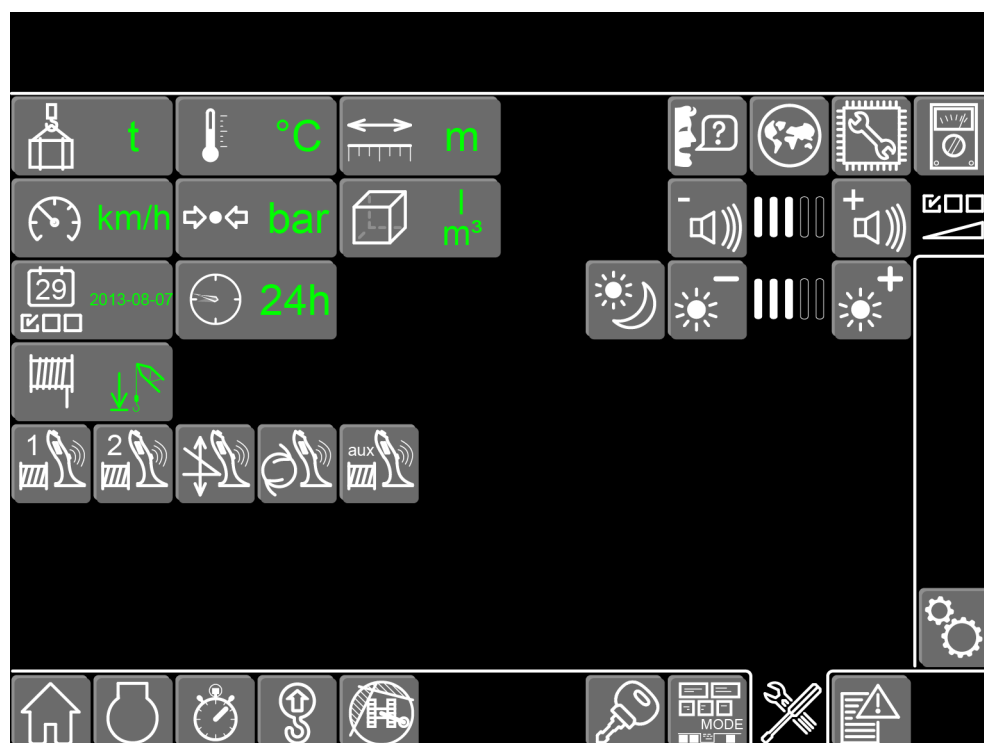 t °C m
?
km/h bar l
m³
- +
29 2013-08-07 24h
- +
1 2 aux
MODE